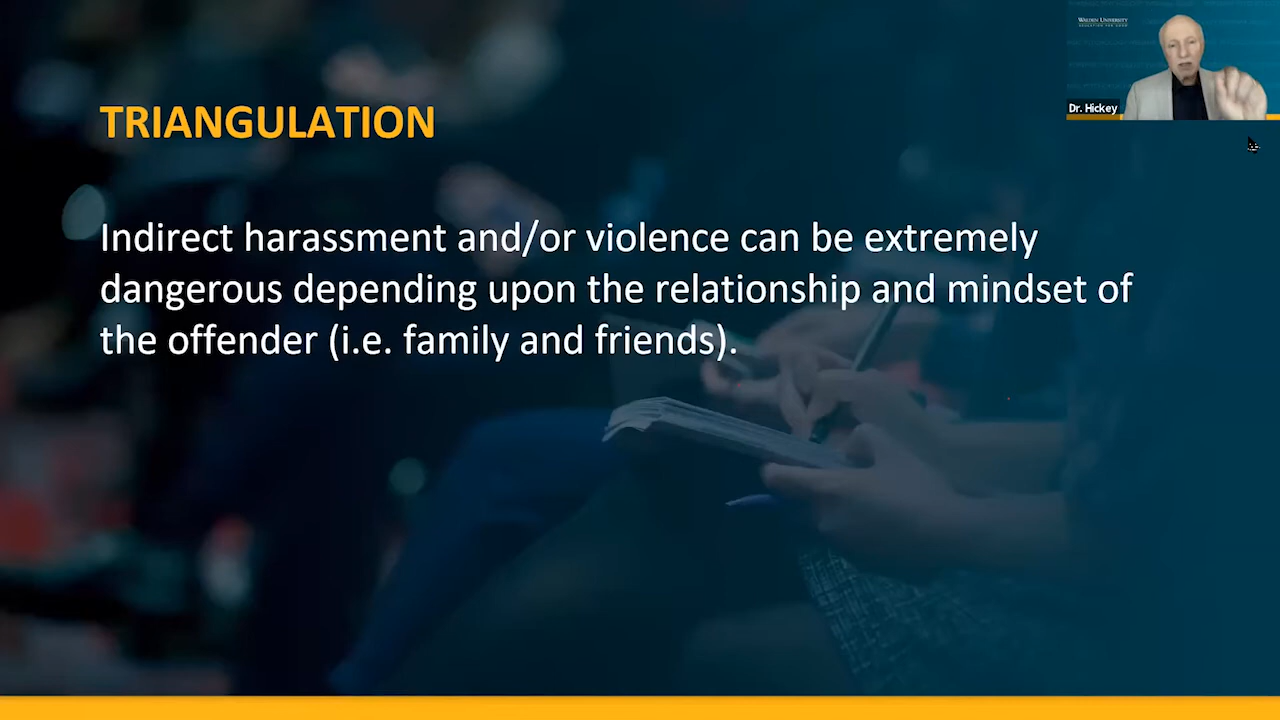 WALDEN UNIVERSITY
Dr. Hickey
TRIANGULATION
Indirect harassment and/or violence can be extremely
dangerous depending upon the relationship and mindset of
the offender (i.e. family and friends).